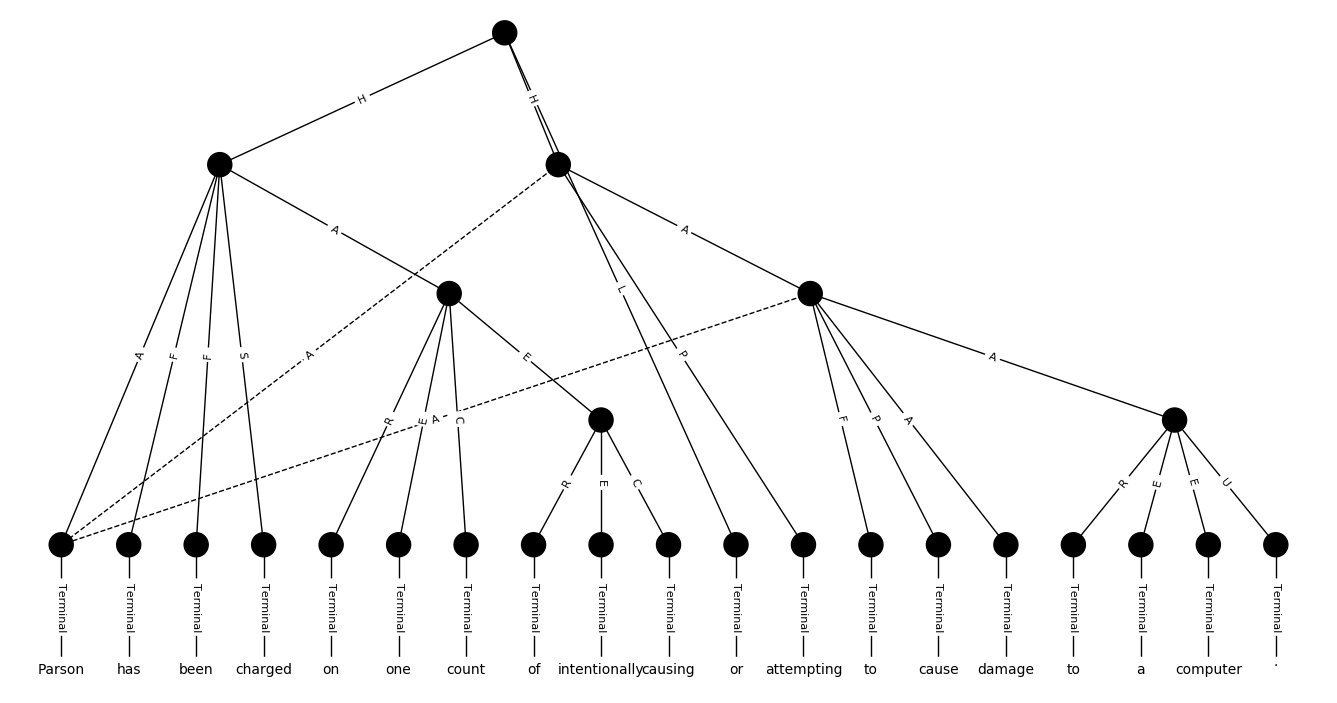 H H
A A
A F F S A L P
R E C E A F P A A
R E C R E E U
Terminal Terminal Terminal Terminal Terminal Terminal Terminal Terminal Terminal Terminal Terminal Terminal Terminal Terminal Terminal Terminal Terminal Terminal Terminal
Parson has been charged on one count of intentionally causing or attempting to cause damage to a computer .